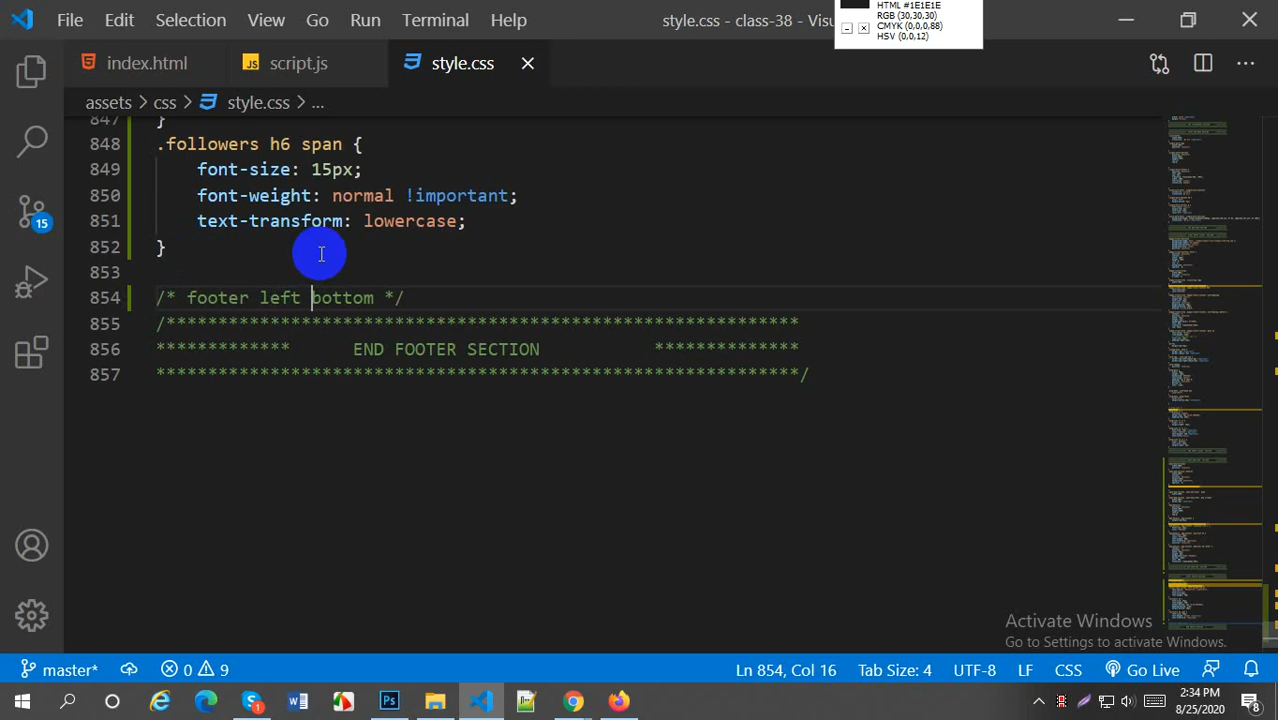 File Edit Selection View Go Run Terminal Help style.css - class-38 - Visu
HTML #1E1E1E
RGB (30,30,30)
CMYK (0,0,0,88)
HSV (0,0,12)
index.html
JS script.js
style.css
assets > css > style.css > ...
847 }
848 .followers h6 span {
849 font-size: 15px;
850 font-weight: normal !important;
851 text-transform: lowercase;
852 }
853
854 /* footer left bottom */
855 /*************************************************************
856 ************* END FOOTER SECTION **************
857 **************************************************************/
15
Activate Windows
Go to Settings to activate Windows.
master* 0 9 Ln 854, Col 16 Tab Size: 4 UTF-8 LF CSS Go Live
2:34 PM
8/25/2020